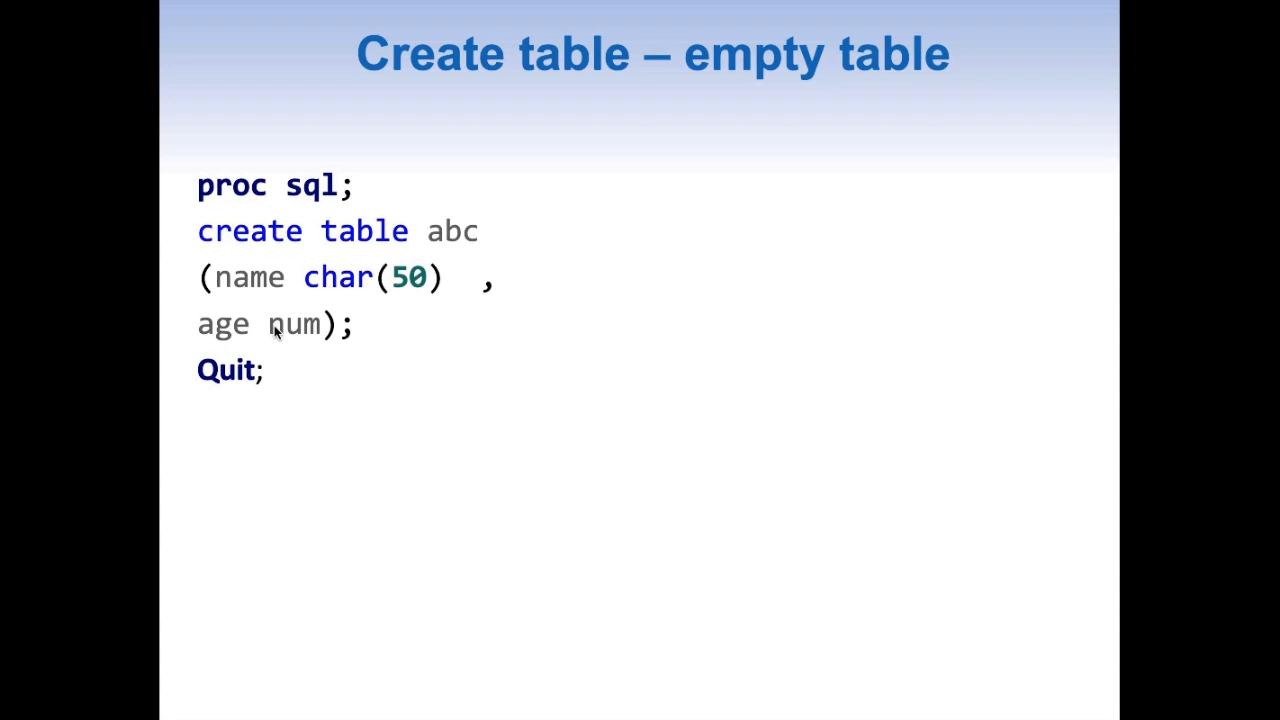 Create table – empty table
proc sql;
create table abc
(name char(50)  ,
age num);
Quit;